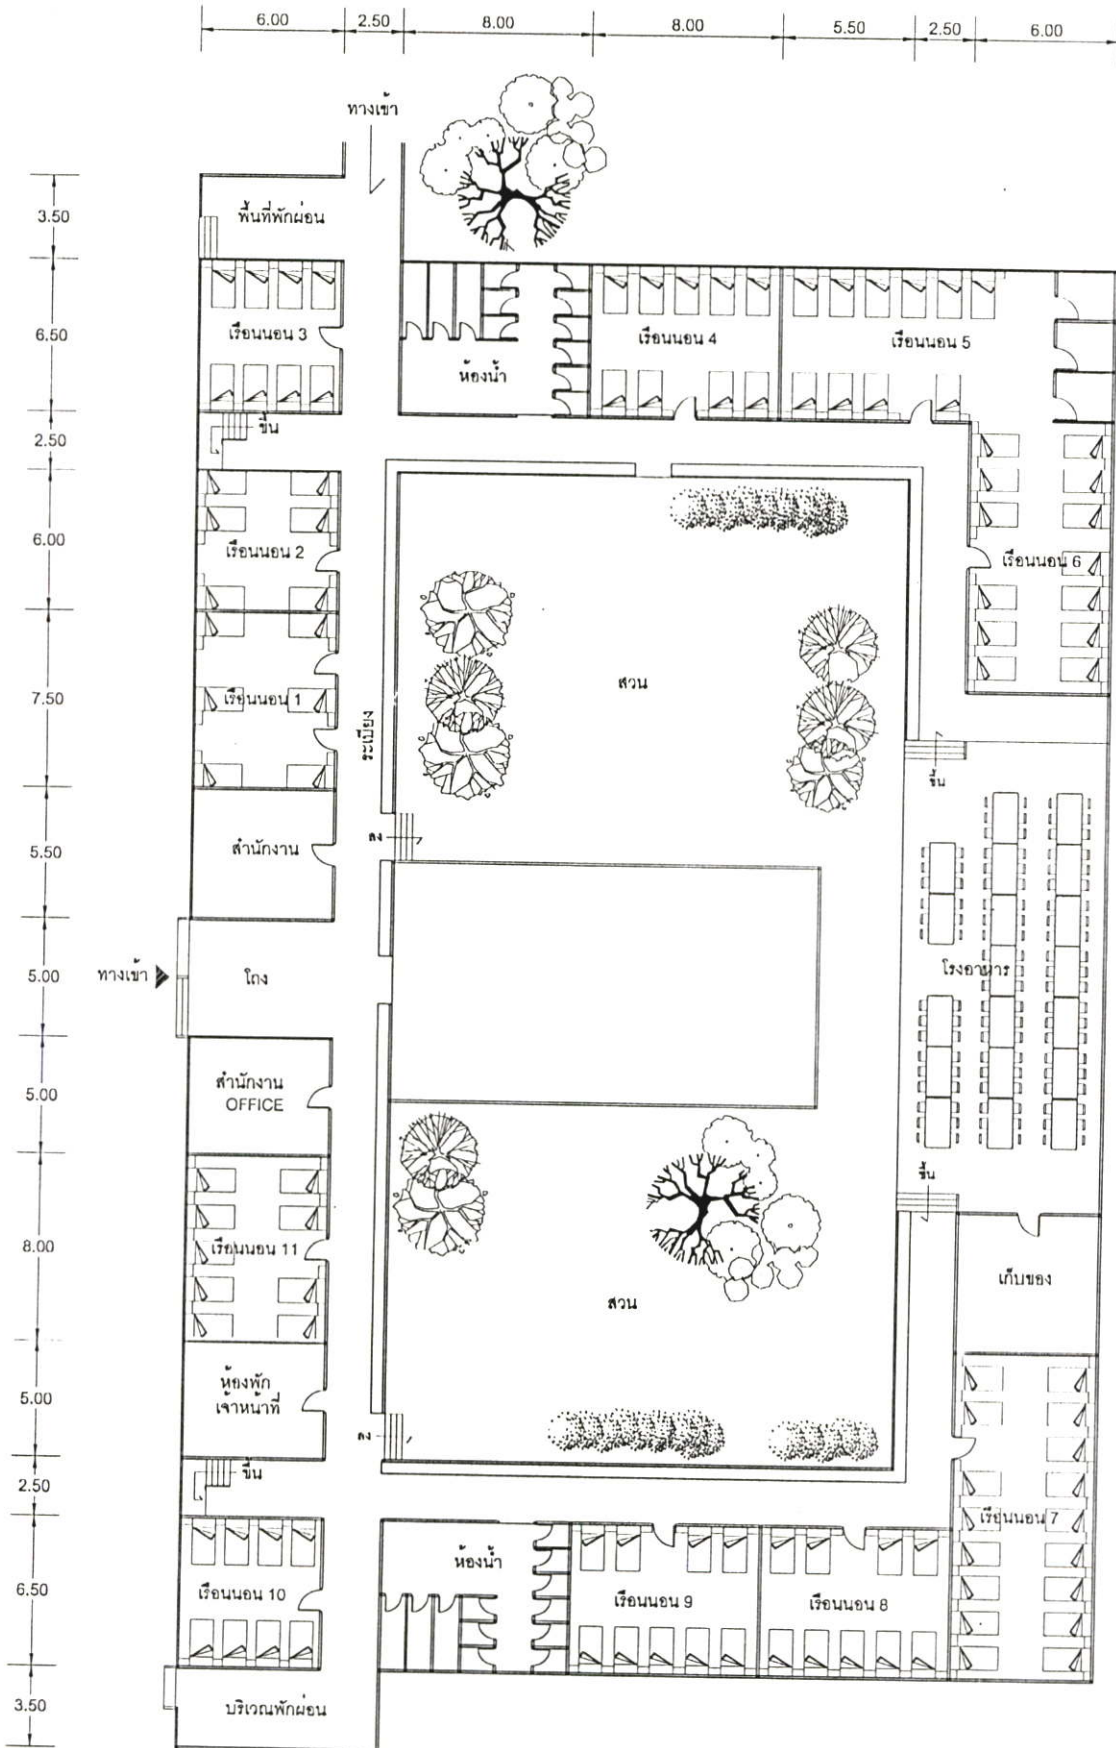 6.00 2.50 8.00 8.00 5.50 2.50 6.00
ทางเข้า
3.50
พื้นที่พักผ่อน
6.50
เรือนนอน 3
ห้องน้ำ
เรือนนอน 4
เรือนนอน 5
2.50
ขึ้น
6.00
เรือนนอน 2
เรือนนอน 6
7.50
เรือนนอน 1
ระเบียง
สวน
ขึ้น
5.50
สำนักงาน
ลง
5.00
ทางเข้า
โถง
โรงอาหาร
5.00
สำนักงาน
OFFICE
ขึ้น
8.00
เรือนนอน 11
สวน
เก็บของ
5.00
ห้องพัก
เจ้าหน้าที่
ลง
2.50
ขึ้น
เรือนนอน 7
6.50
เรือนนอน 10
ห้องน้ำ
เรือนนอน 9
เรือนนอน 8
3.50
บริเวณพักผ่อน